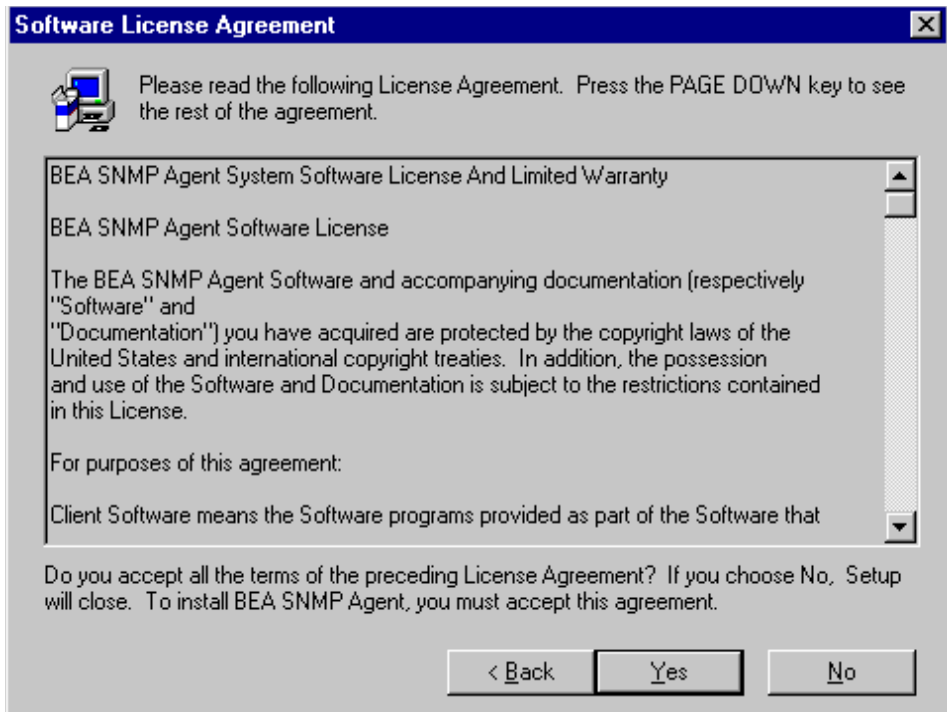 Software License Agreement
Please read the following License Agreement.  Press the PAGE DOWN key to see
the rest of the agreement.
BEA SNMP Agent System Software License And Limited Warranty
BEA SNMP Agent Software License
The BEA SNMP Agent Software and accompanying documentation (respectively
"Software" and
"Documentation") you have acquired are protected by the copyright laws of the
United States and international copyright treaties.  In addition, the possession
and use of the Software and Documentation is subject to the restrictions contained
in this License.
For purposes of this agreement:
Client Software means the Software programs provided as part of the Software that
Do you accept all the terms of the preceding License Agreement?  If you choose No,  Setup
will close.  To install BEA SNMP Agent, you must accept this agreement.
< Back
Yes
No